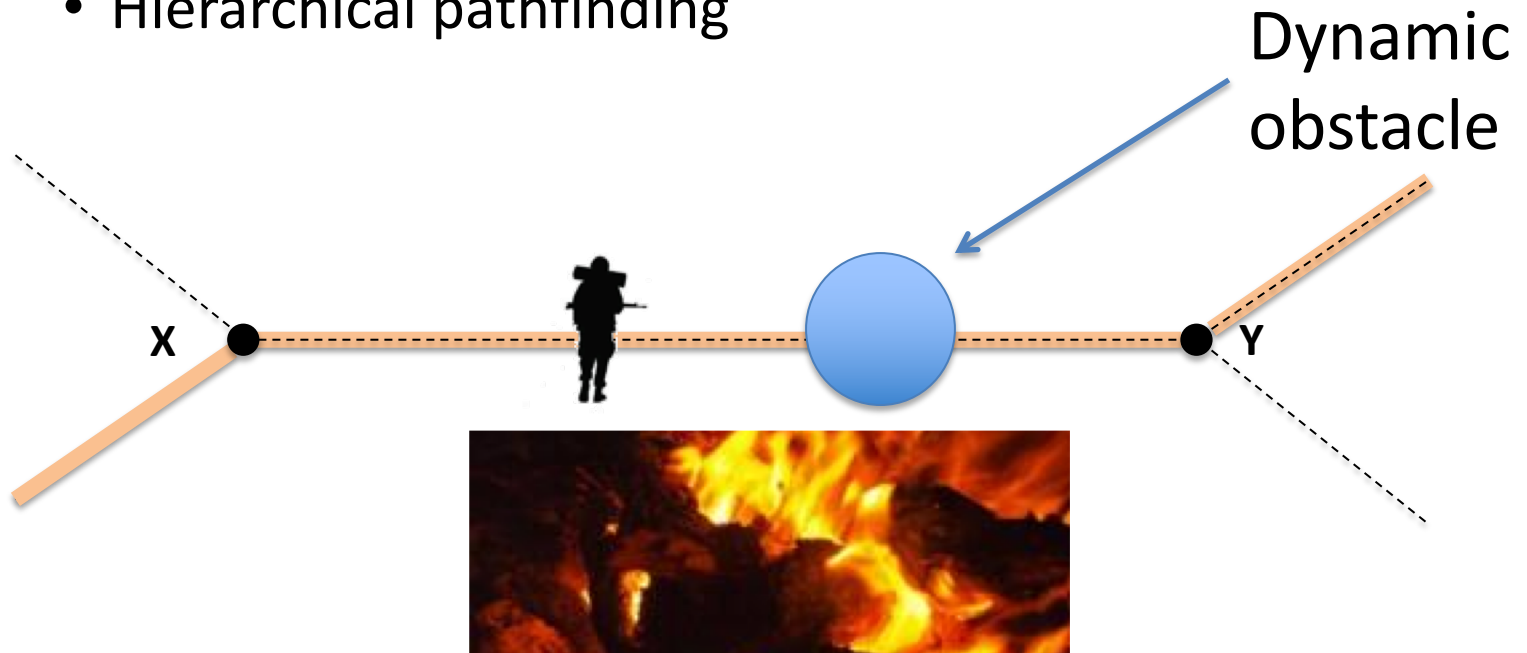 • Hierarchical pathfinding
Dynamic
obstacle
X
Y